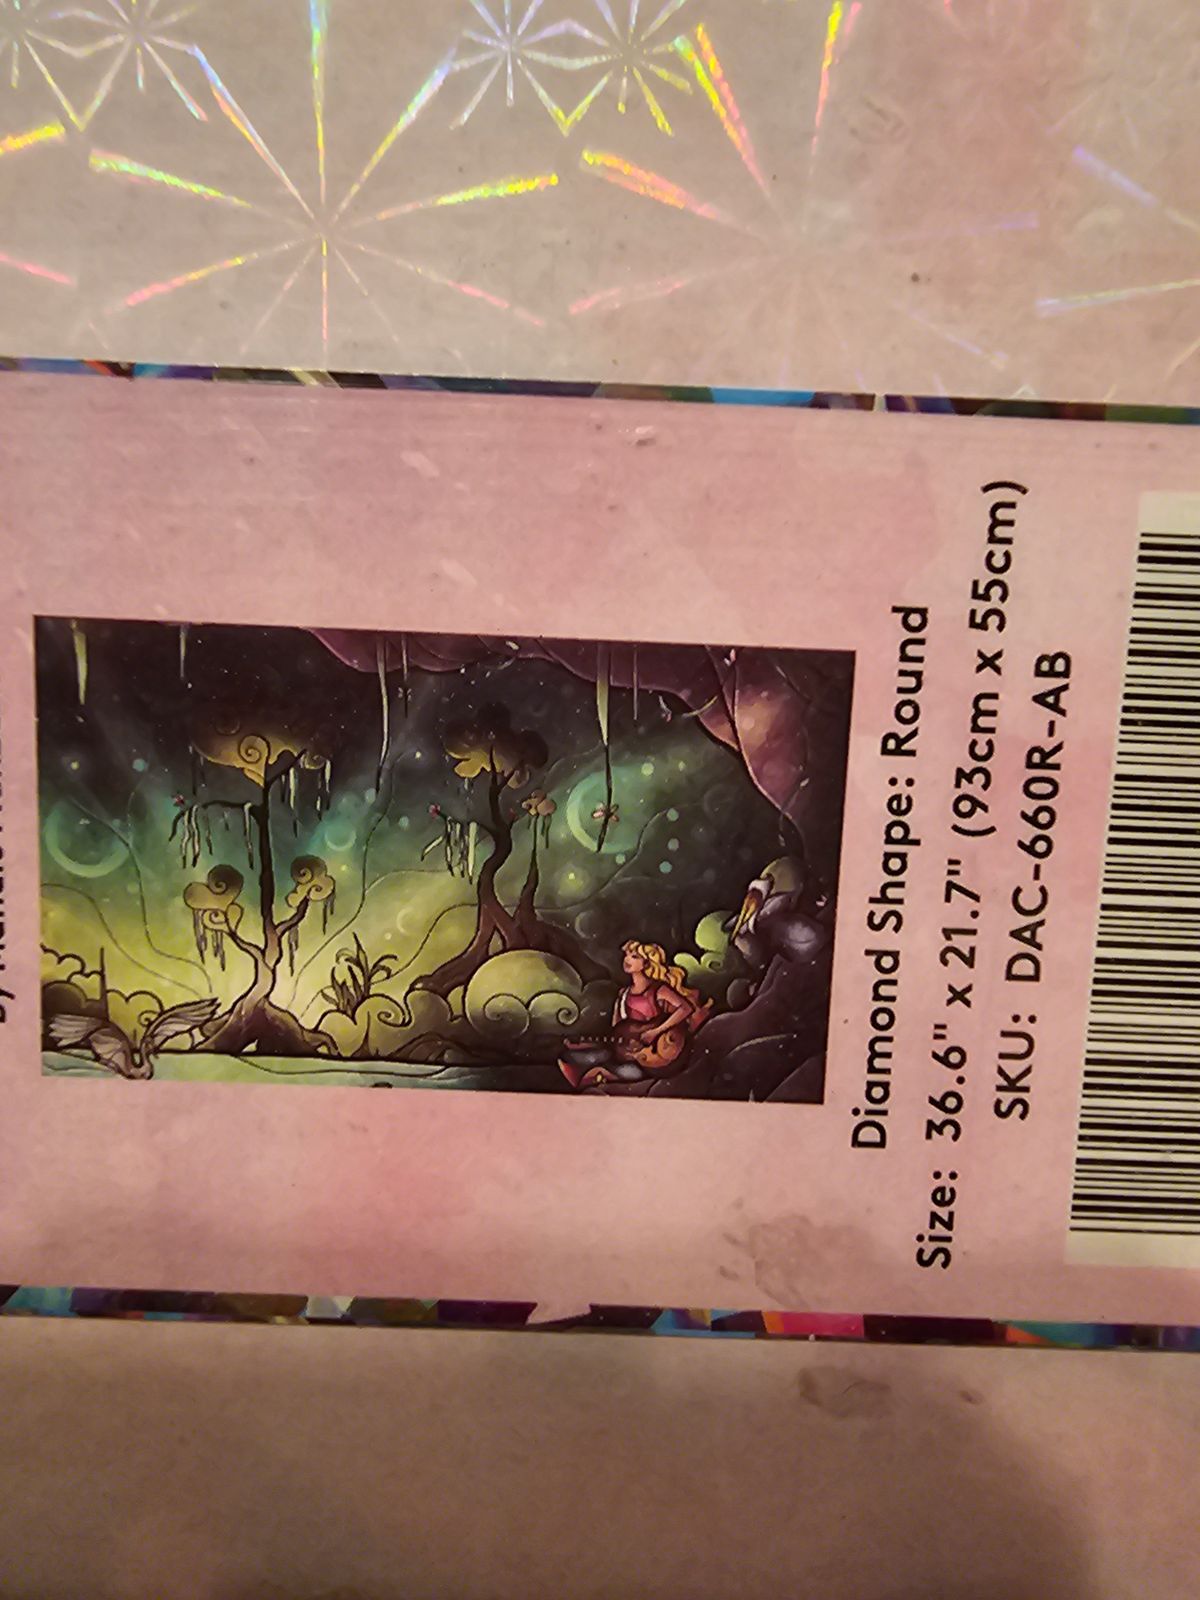 Diamond Shape: Round
Size: 36.6" x 21.7" (93cm x 55cm)
SKU: DAC-660R-AB